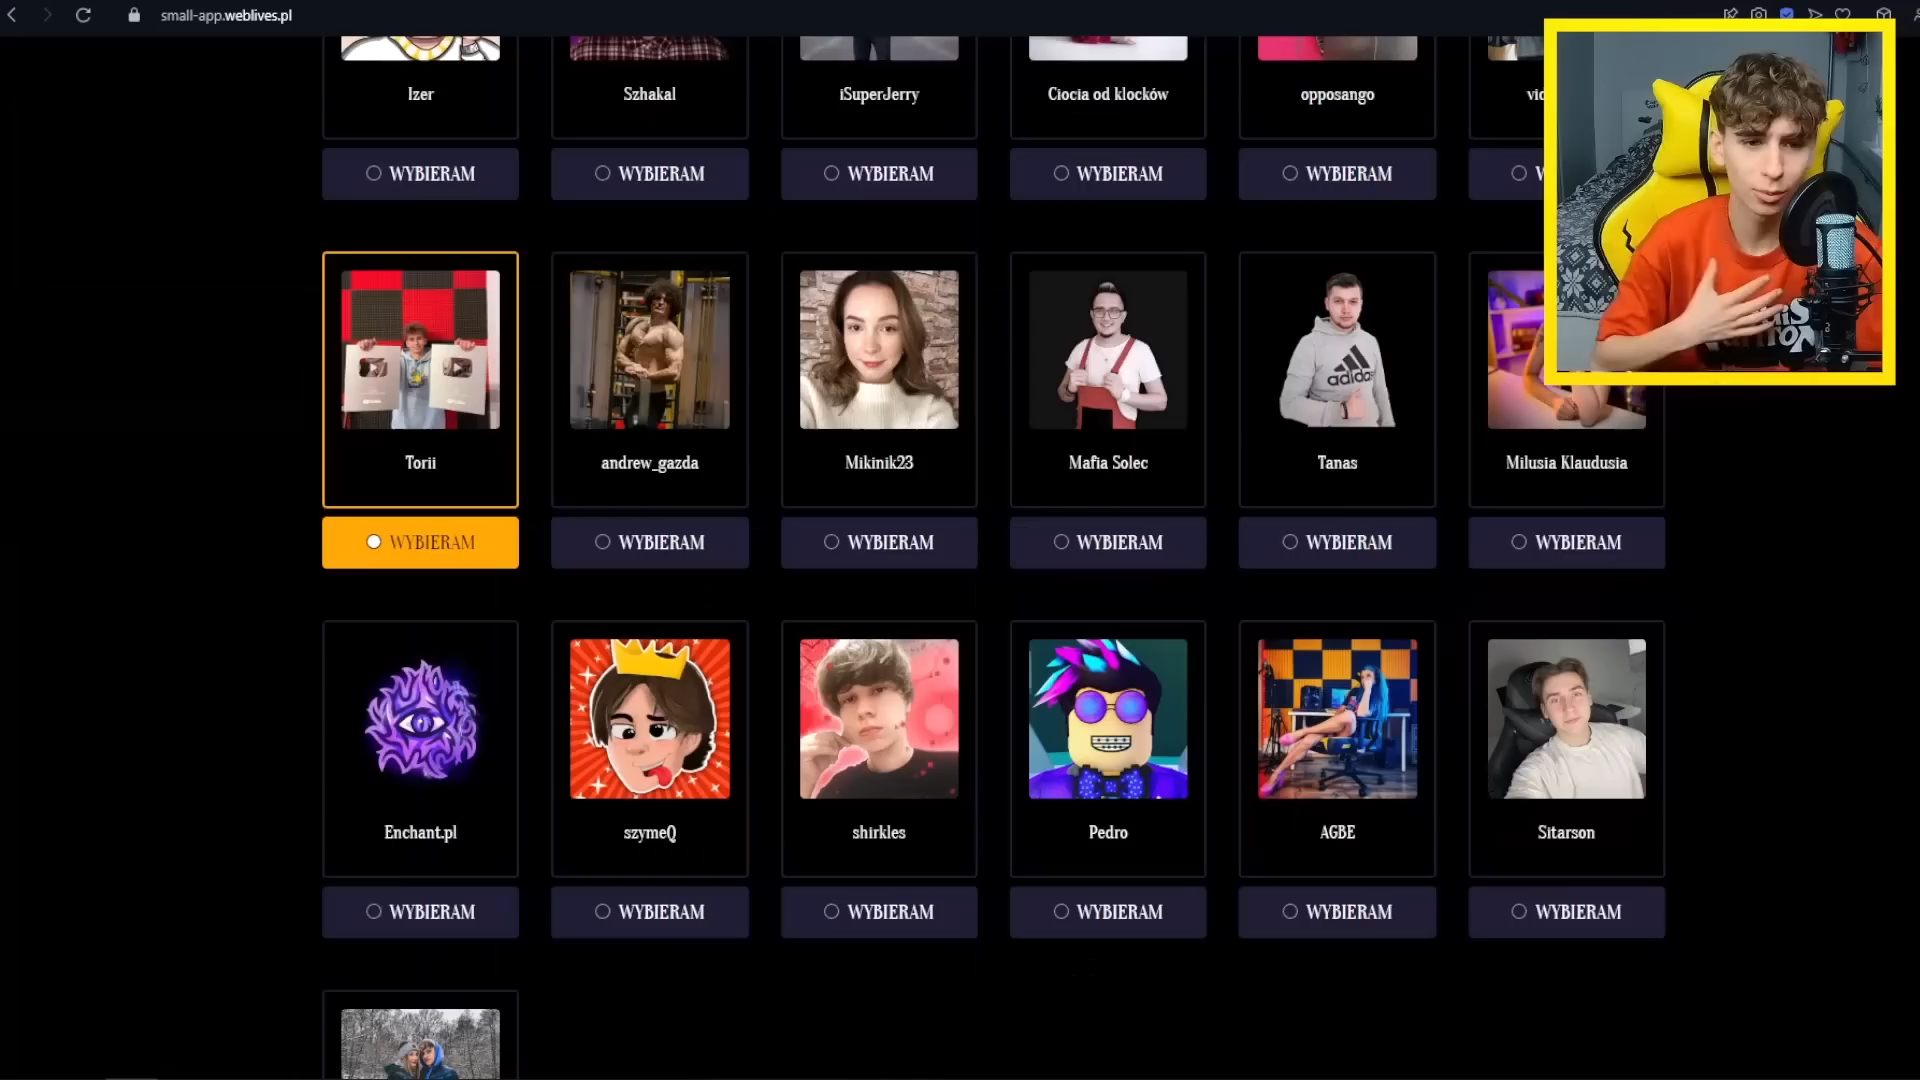 small-app.weblives.pl
Izer
Szhakal
iSuperJerry
Ciocia od klocków
opposango
WYBIERAM
WYBIERAM
WYBIERAM
WYBIERAM
WYBIERAM
Torii
andrew_gazda
Mikinik23
Mafia Solec
adidas
Tanas
Milusia Klaudusia
WYBIERAM
WYBIERAM
WYBIERAM
WYBIERAM
WYBIERAM
WYBIERAM
Enchant.pl
szymeQ
shirkles
Pedro
AGBE
Sitarson
WYBIERAM
WYBIERAM
WYBIERAM
WYBIERAM
WYBIERAM
WYBIERAM